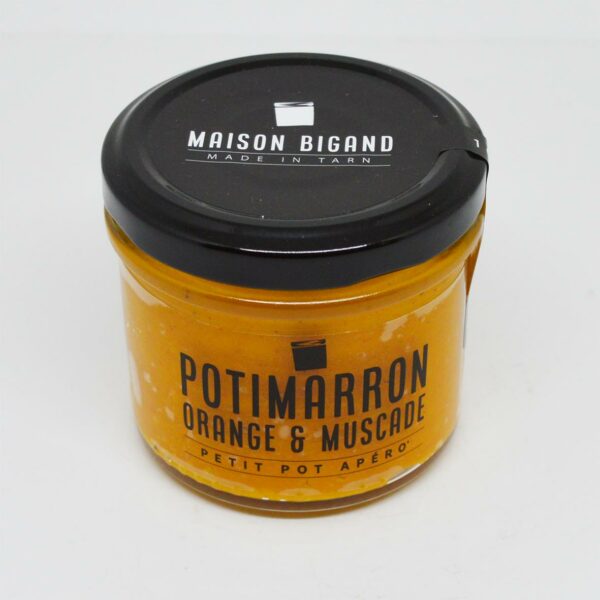 MAISON BIGAND
MADE IN TARN
POTIMARRON
ORANGE & MUSCADE
PETIT POT APÉRO'